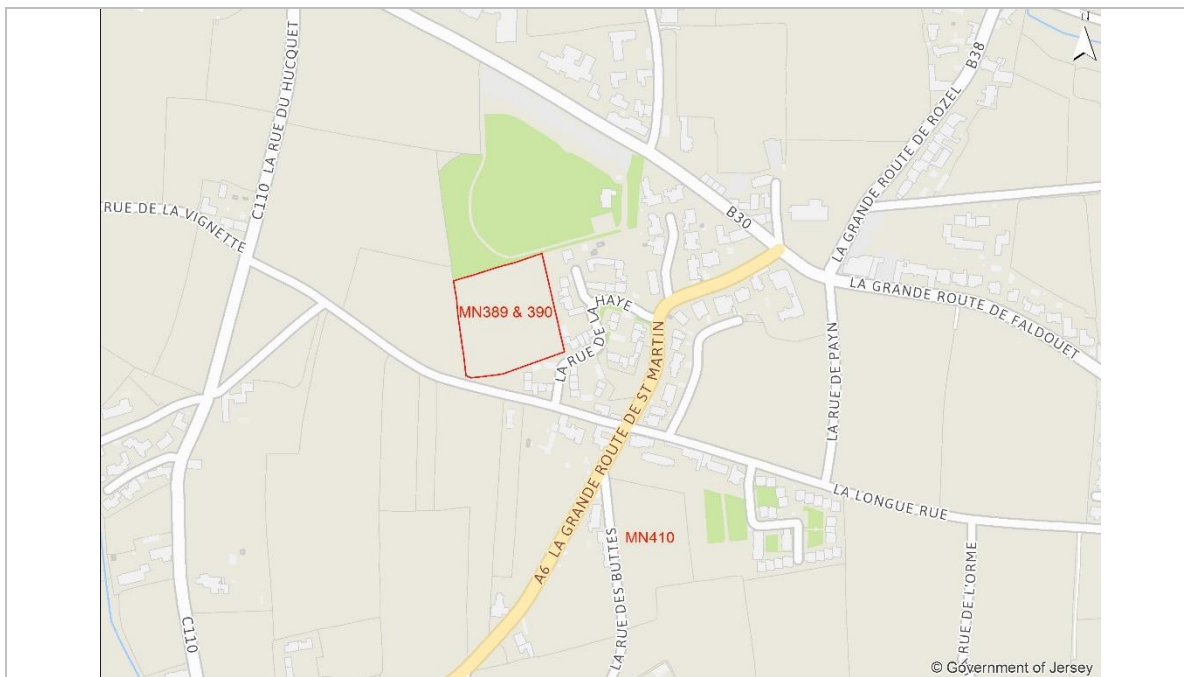 C110 LA RUE DU HUCQUET
LA GRANDE ROUTE DE ROZEL B38
RUE DE LA VIGNETTE
B30
LA GRANDE ROUTE DE FALDOUET
MN389 & 390
LA RUE DE LA HAYE
LA RUE DE PAYN
A6 LA GRANDE ROUTE DE ST MARTIN
LA LONGUE RUE
MN410
LA RUE DES BUTTES
RUE DE L'ORME
C110
© Government of Jersey